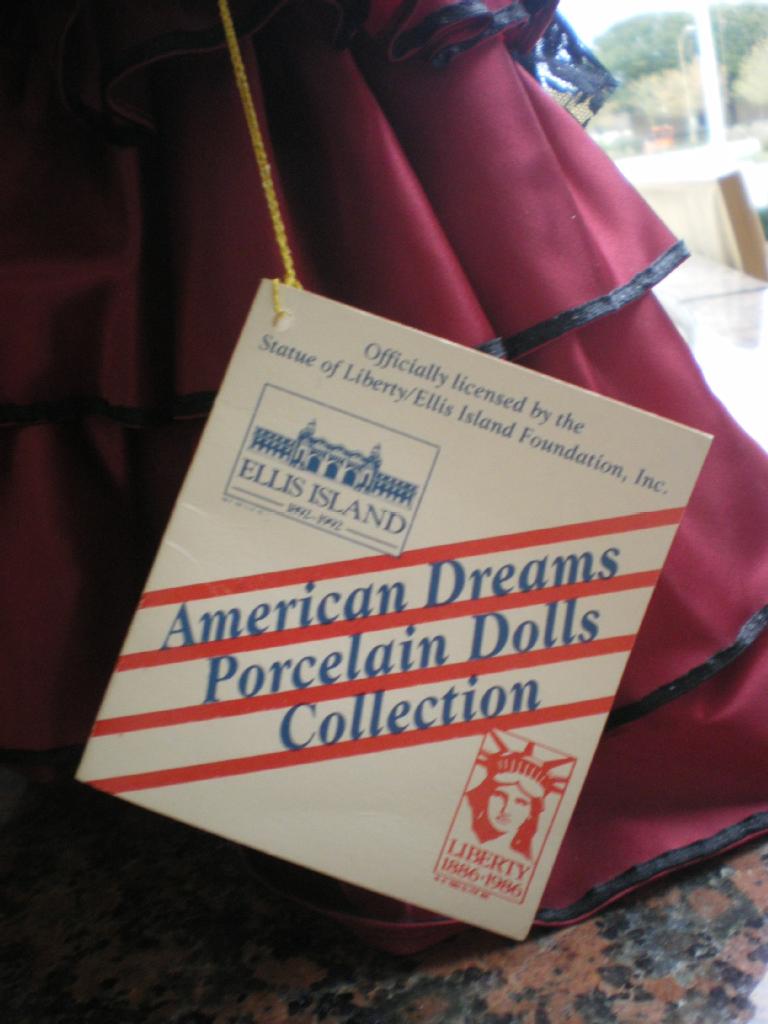 Officially licensed by the
Statue of Liberty/Ellis Island Foundation, Inc.
ELLIS ISLAND
1892-1992
American Dreams
Porcelain Dolls
Collection
LIBERTY
1886·1986